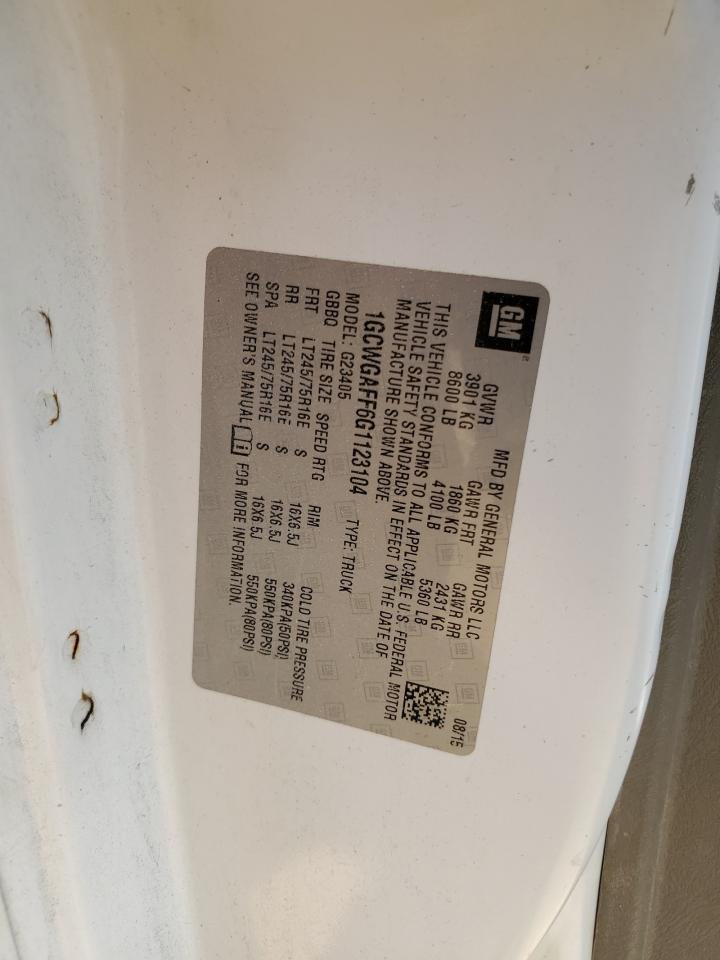 GM
MFD BY GENERAL MOTORS LLC 08/15
GVWR GAWR FRT GAWR RR
3901 KG 1860 KG 2431 KG
8600 LB 4100 LB 5360 LB
THIS VEHICLE CONFORMS TO ALL APPLICABLE U.S. FEDERAL MOTOR
VEHICLE SAFETY STANDARDS IN EFFECT ON THE DATE OF
MANUFACTURE SHOWN ABOVE.
1GCWGAFF6G1123104 TYPE: TRUCK
MODEL: G23405
GBBQ TIRE SIZE SPEED RTG RIM COLD TIRE PRESSURE
FRT LT245/75R16E S 16X6.5J 340KPA(50PSI)
RR LT245/75R16E S 16X6.5J 550KPA(80PSI)
SPA LT245/75R16E S 16X6.5J 550KPA(80PSI)
SEE OWNER'S MANUAL FOR MORE INFORMATION.